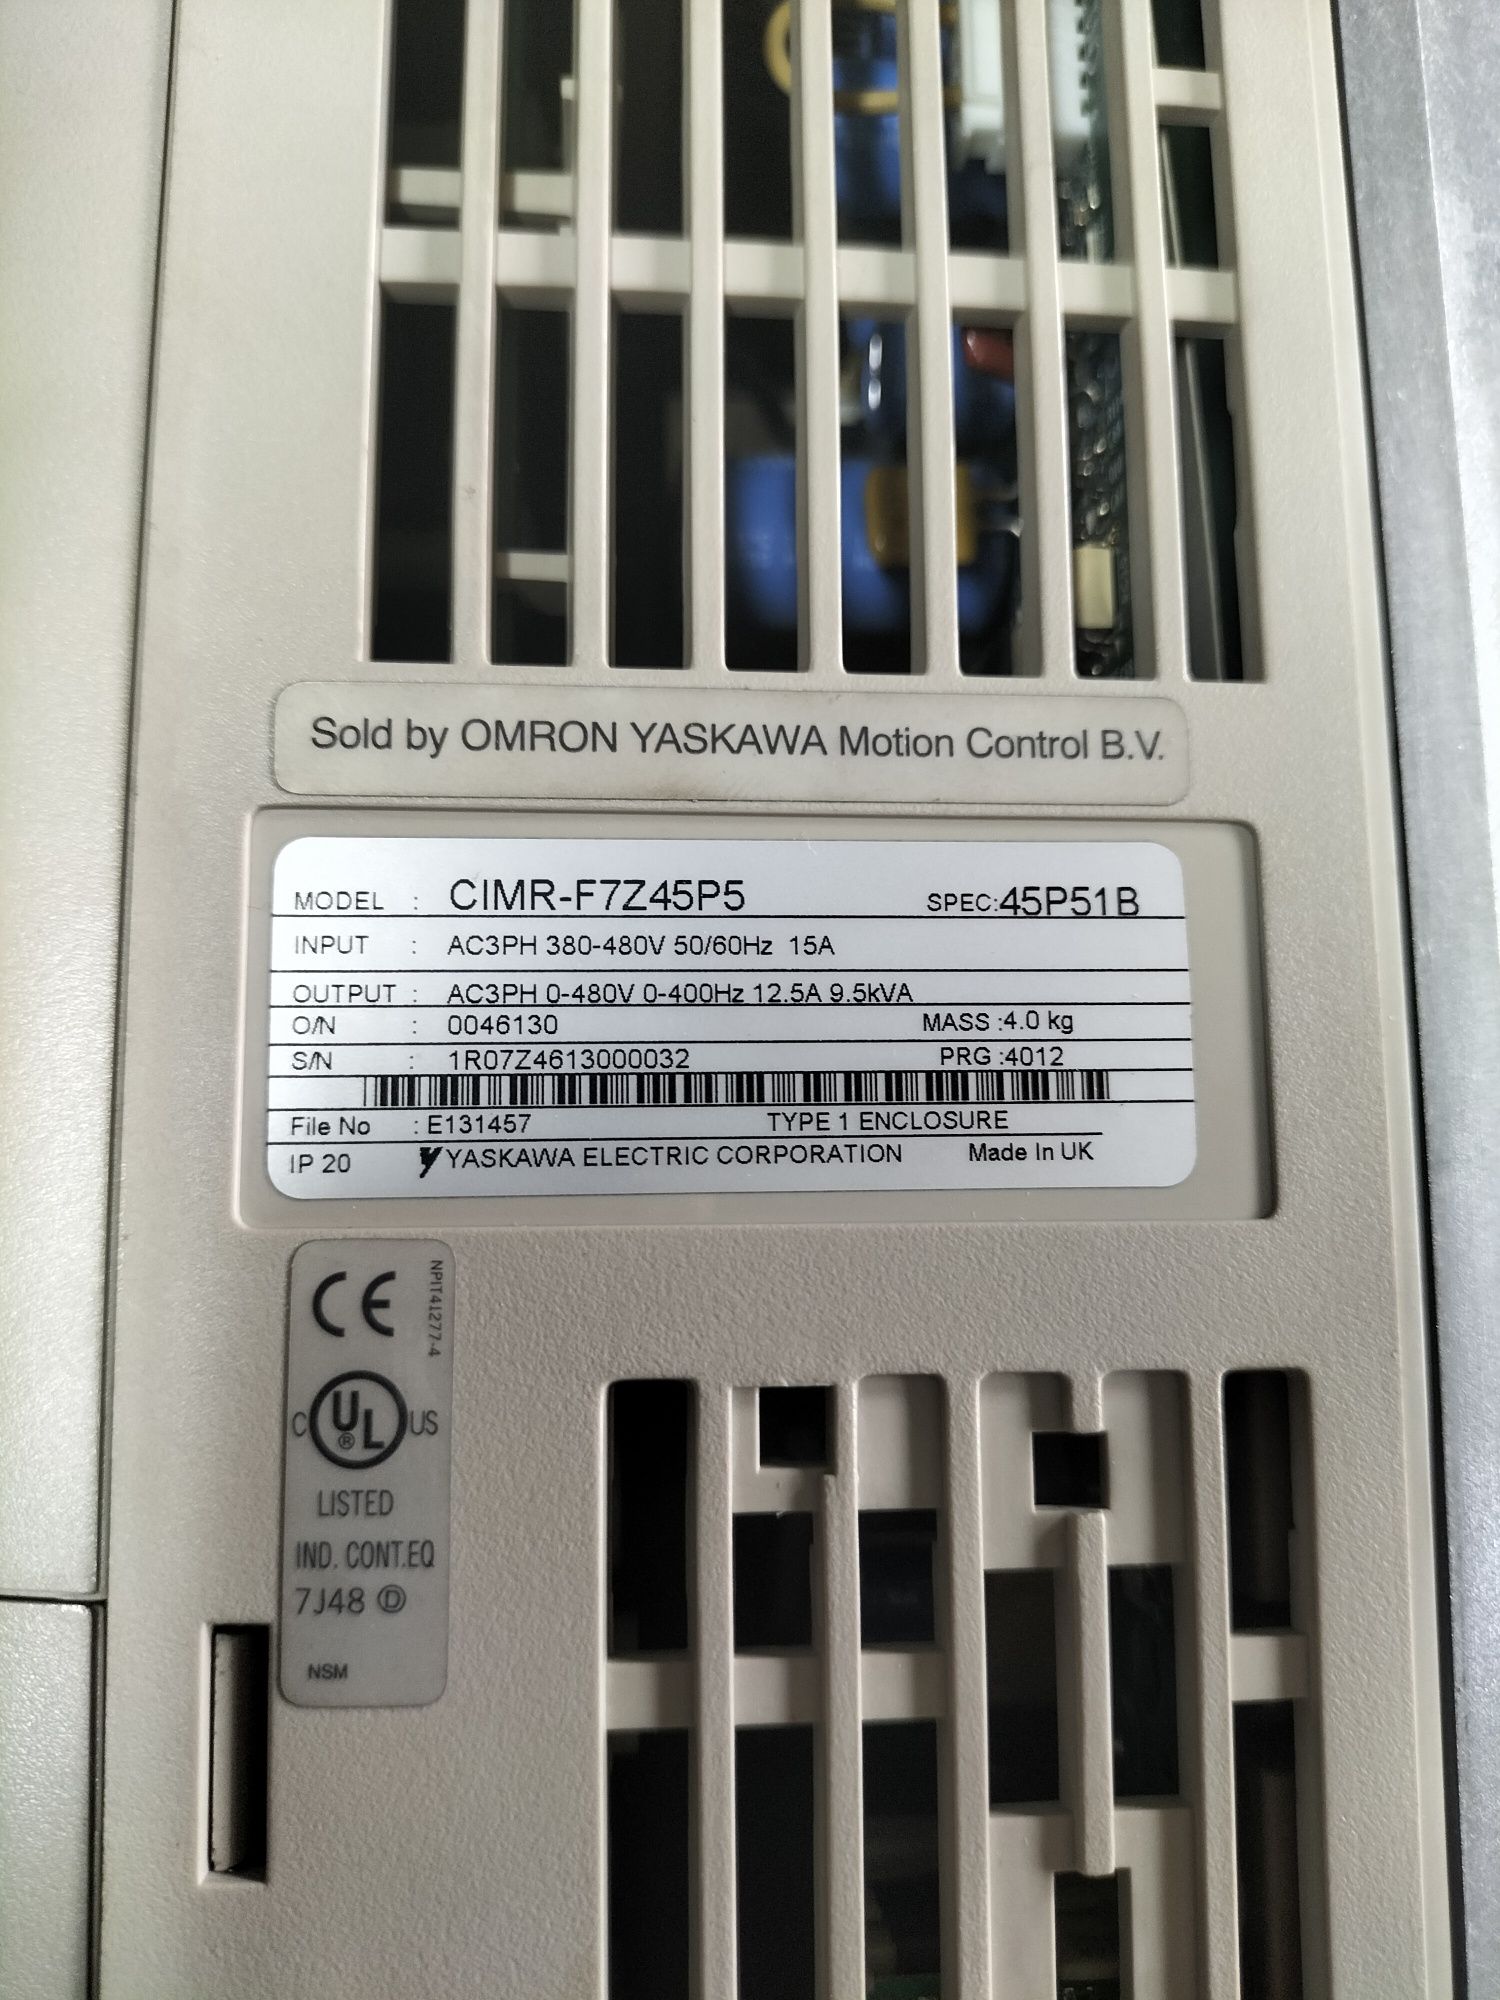 Sold by OMRON YASKAWA Motion Control B.V.
MODEL : CIMR-F7Z45P5 SPEC:45P51B
INPUT : AC3PH 380-480V 50/60Hz 15A
OUTPUT : AC3PH 0-480V 0-400Hz 12.5A 9.5kVA
O/N : 0046130 MASS :4.0 kg
S/N : 1R07Z4613000032 PRG :4012
File No : E131457 TYPE 1 ENCLOSURE
IP 20 YASKAWA ELECTRIC CORPORATION Made In UK
CE
NPIT41277-4
C UL ® US
LISTED
IND. CONT.EQ
7J48 Ⓓ
NSM